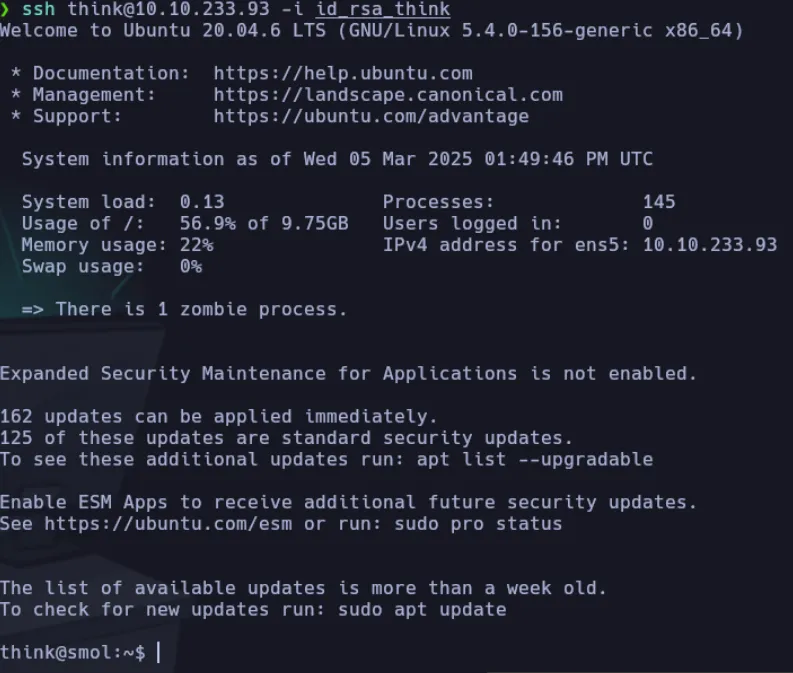 ❯ ssh think@10.10.233.93 -i id_rsa_think
Welcome to Ubuntu 20.04.6 LTS (GNU/Linux 5.4.0-156-generic x86_64)
* Documentation:  https://help.ubuntu.com
* Management:     https://landscape.canonical.com
* Support:        https://ubuntu.com/advantage
System information as of Wed 05 Mar 2025 01:49:46 PM UTC
System load:  0.13               Processes:             145
Usage of /:   56.9% of 9.75GB   Users logged in:       0
Memory usage: 22%                IPv4 address for ens5: 10.10.233.93
Swap usage:   0%
=> There is 1 zombie process.
Expanded Security Maintenance for Applications is not enabled.
162 updates can be applied immediately.
125 of these updates are standard security updates.
To see these additional updates run: apt list --upgradable
Enable ESM Apps to receive additional future security updates.
See https://ubuntu.com/esm or run: sudo pro status
The list of available updates is more than a week old.
To check for new updates run: sudo apt update
think@smol:~$